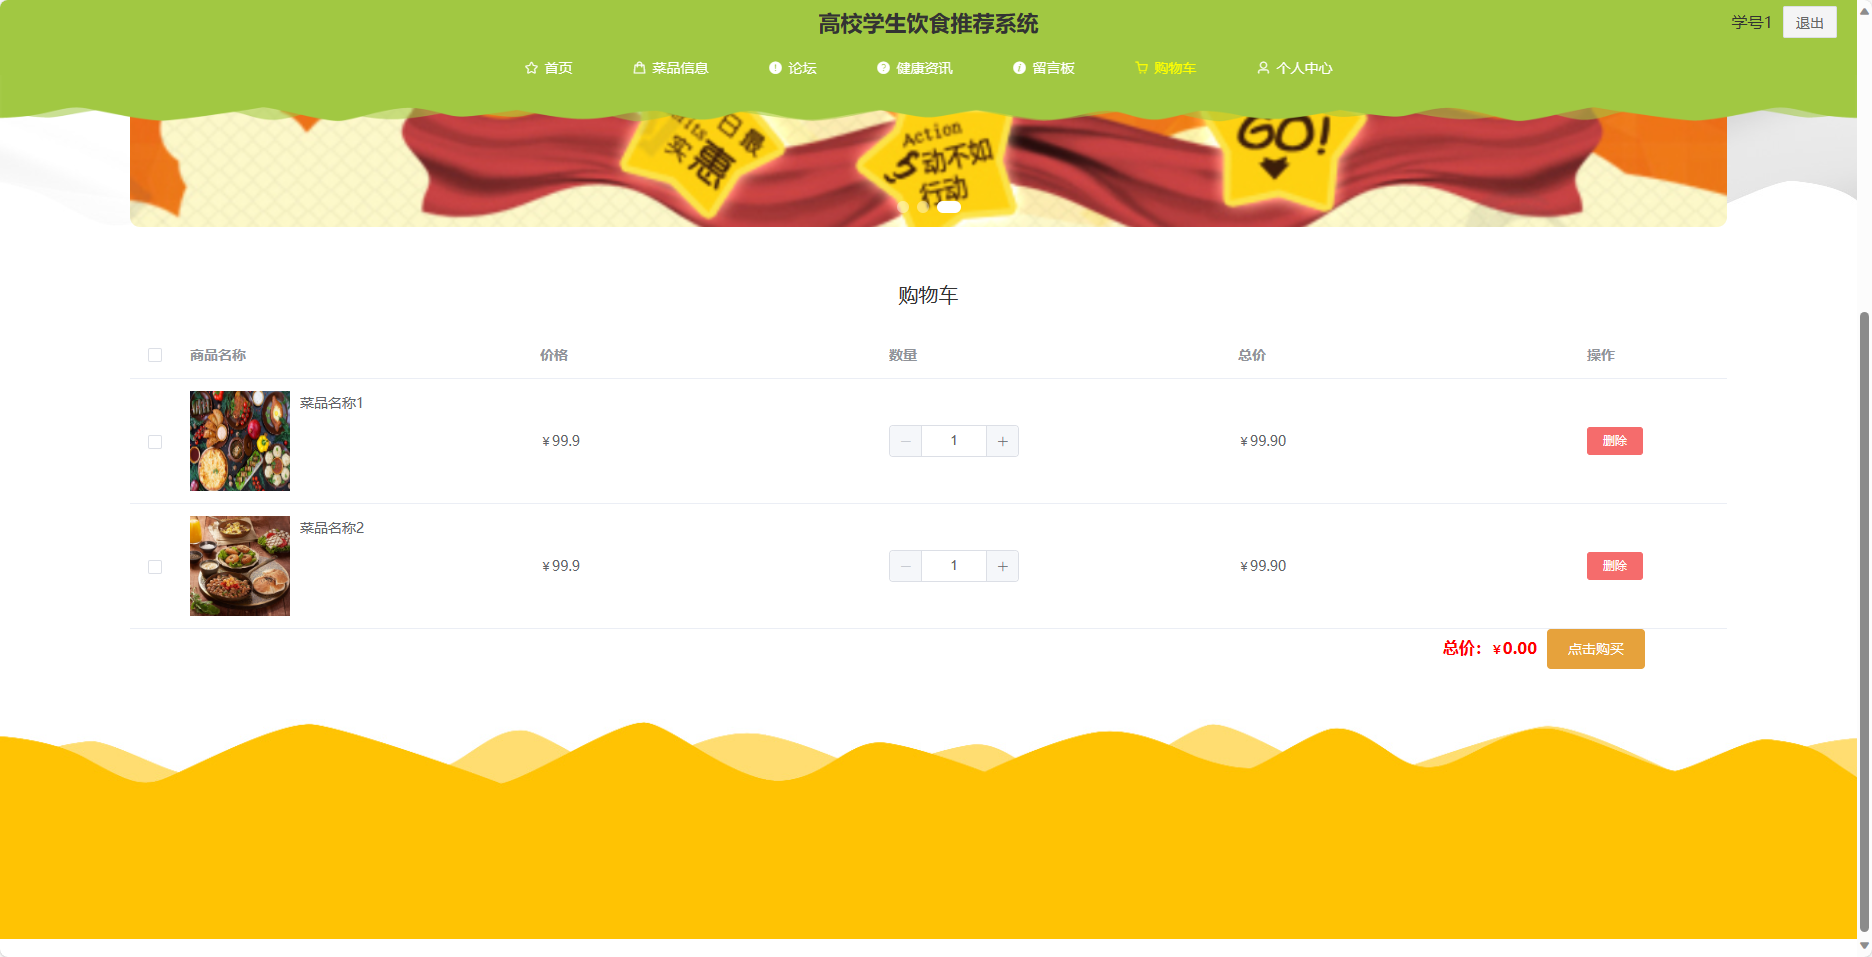 高校学生饮食推荐系统
学号1 退出
首页 菜品信息 论坛 健康资讯 留言板 购物车 个人中心
日最
实惠
Action
动不如
行动
GO!
购物车
商品名称 价格 数量 总价 操作
菜品名称1
¥99.9 1 ¥99.90 删除
菜品名称2
¥99.9 1 ¥99.90 删除
总价：¥0.00 点击购买